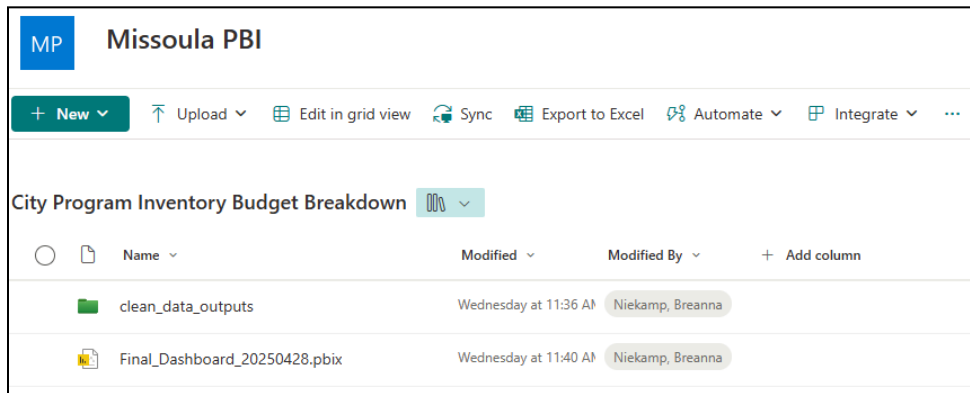 MP Missoula PBI
+ New Upload Edit in grid view Sync Export to Excel Automate Integrate ...
City Program Inventory Budget Breakdown
Name Modified Modified By + Add column
clean_data_outputs Wednesday at 11:36 AM Niekamp, Breanna
Final_Dashboard_20250428.pbix Wednesday at 11:40 AM Niekamp, Breanna